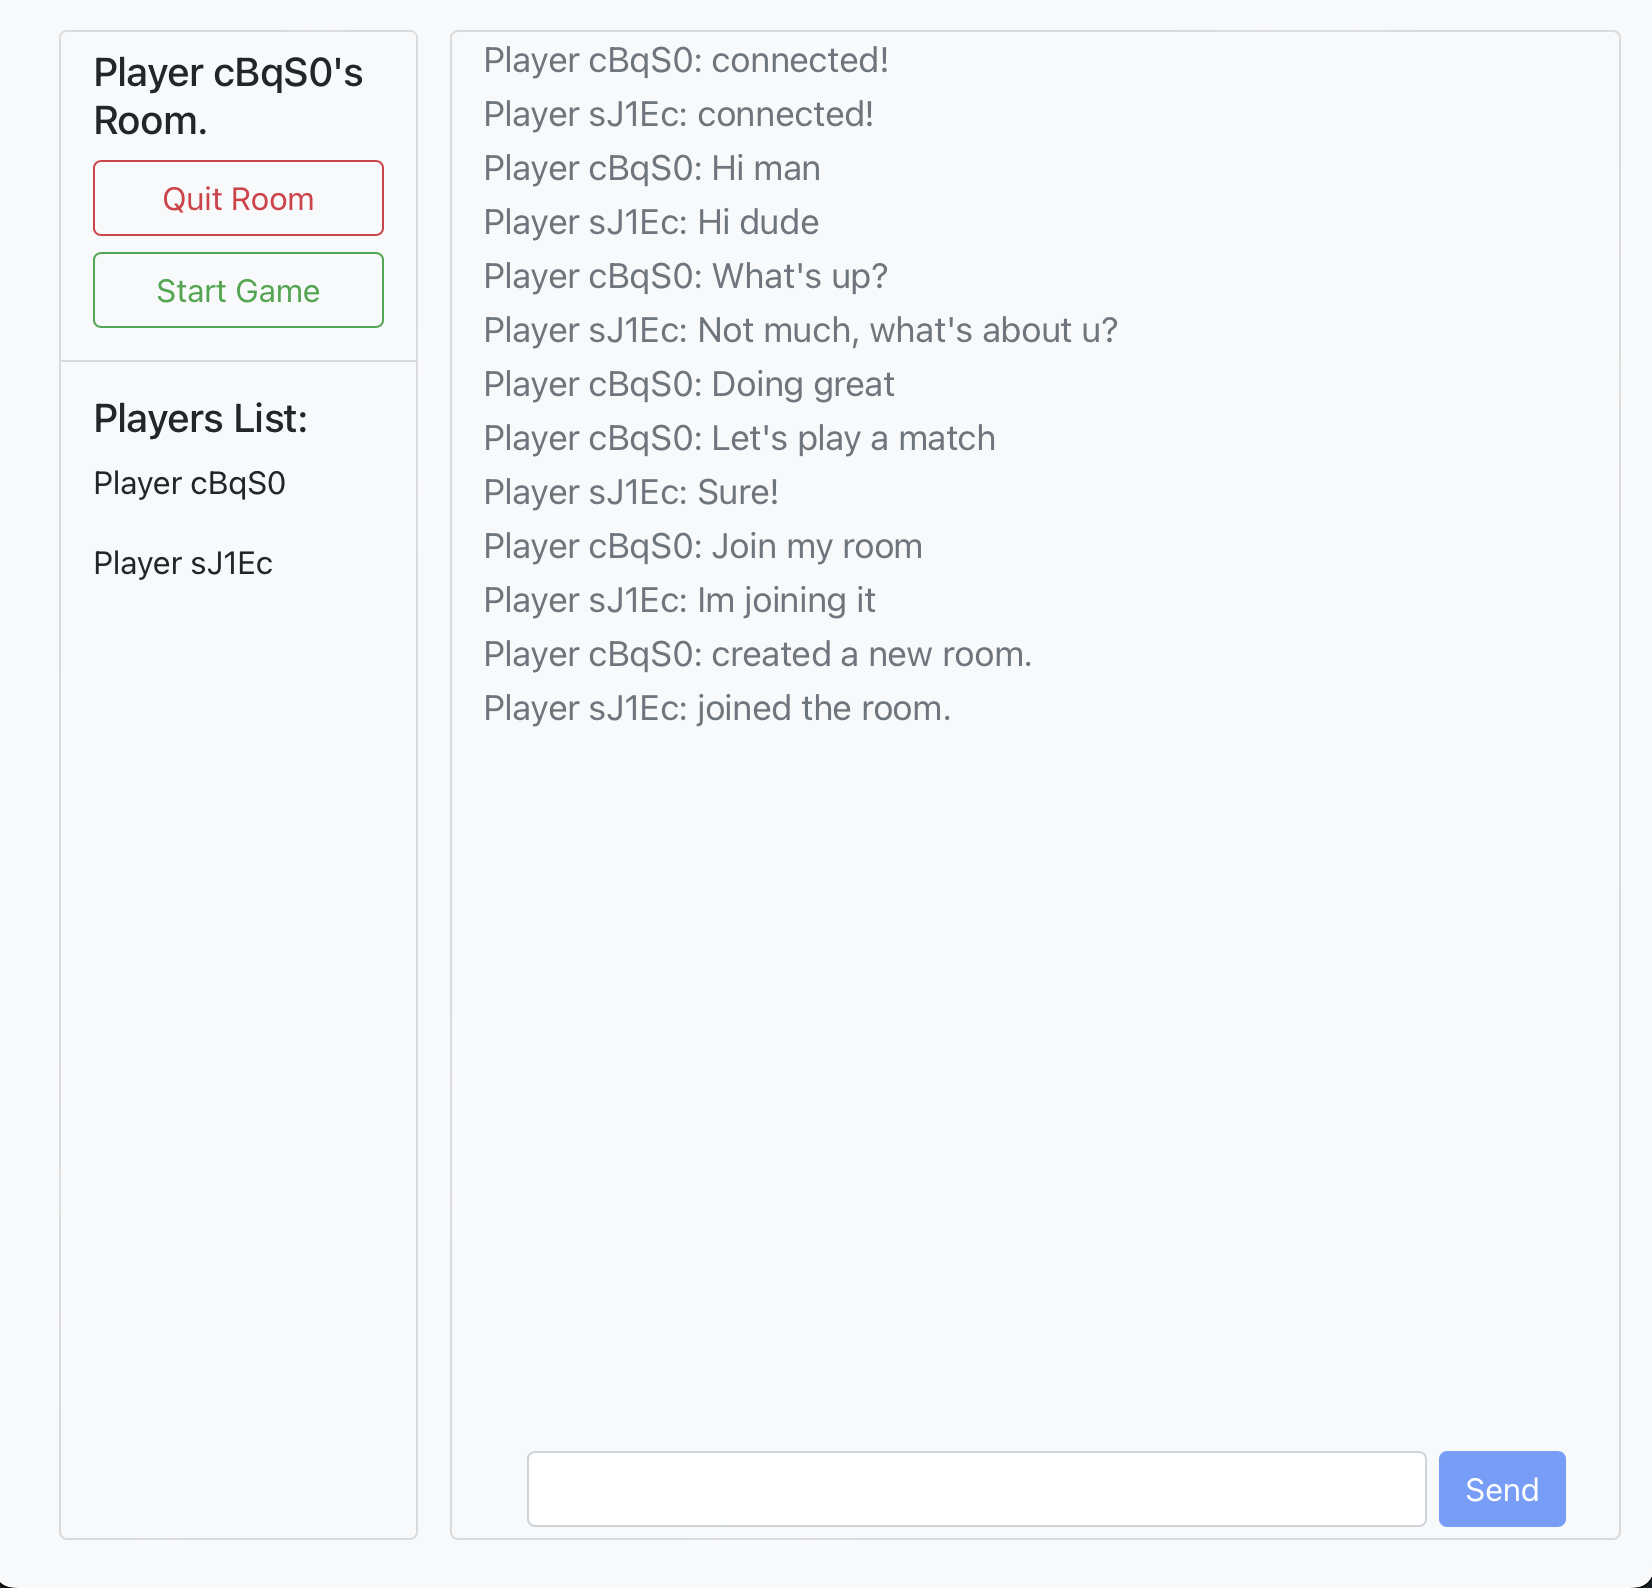 Player cBqS0's
Room.
Quit Room
Start Game
Players List:
Player cBqS0
Player sJ1Ec
Player cBqS0: connected!
Player sJ1Ec: connected!
Player cBqS0: Hi man
Player sJ1Ec: Hi dude
Player cBqS0: What's up?
Player sJ1Ec: Not much, what's about u?
Player cBqS0: Doing great
Player cBqS0: Let's play a match
Player sJ1Ec: Sure!
Player cBqS0: Join my room
Player sJ1Ec: Im joining it
Player cBqS0: created a new room.
Player sJ1Ec: joined the room.
Send